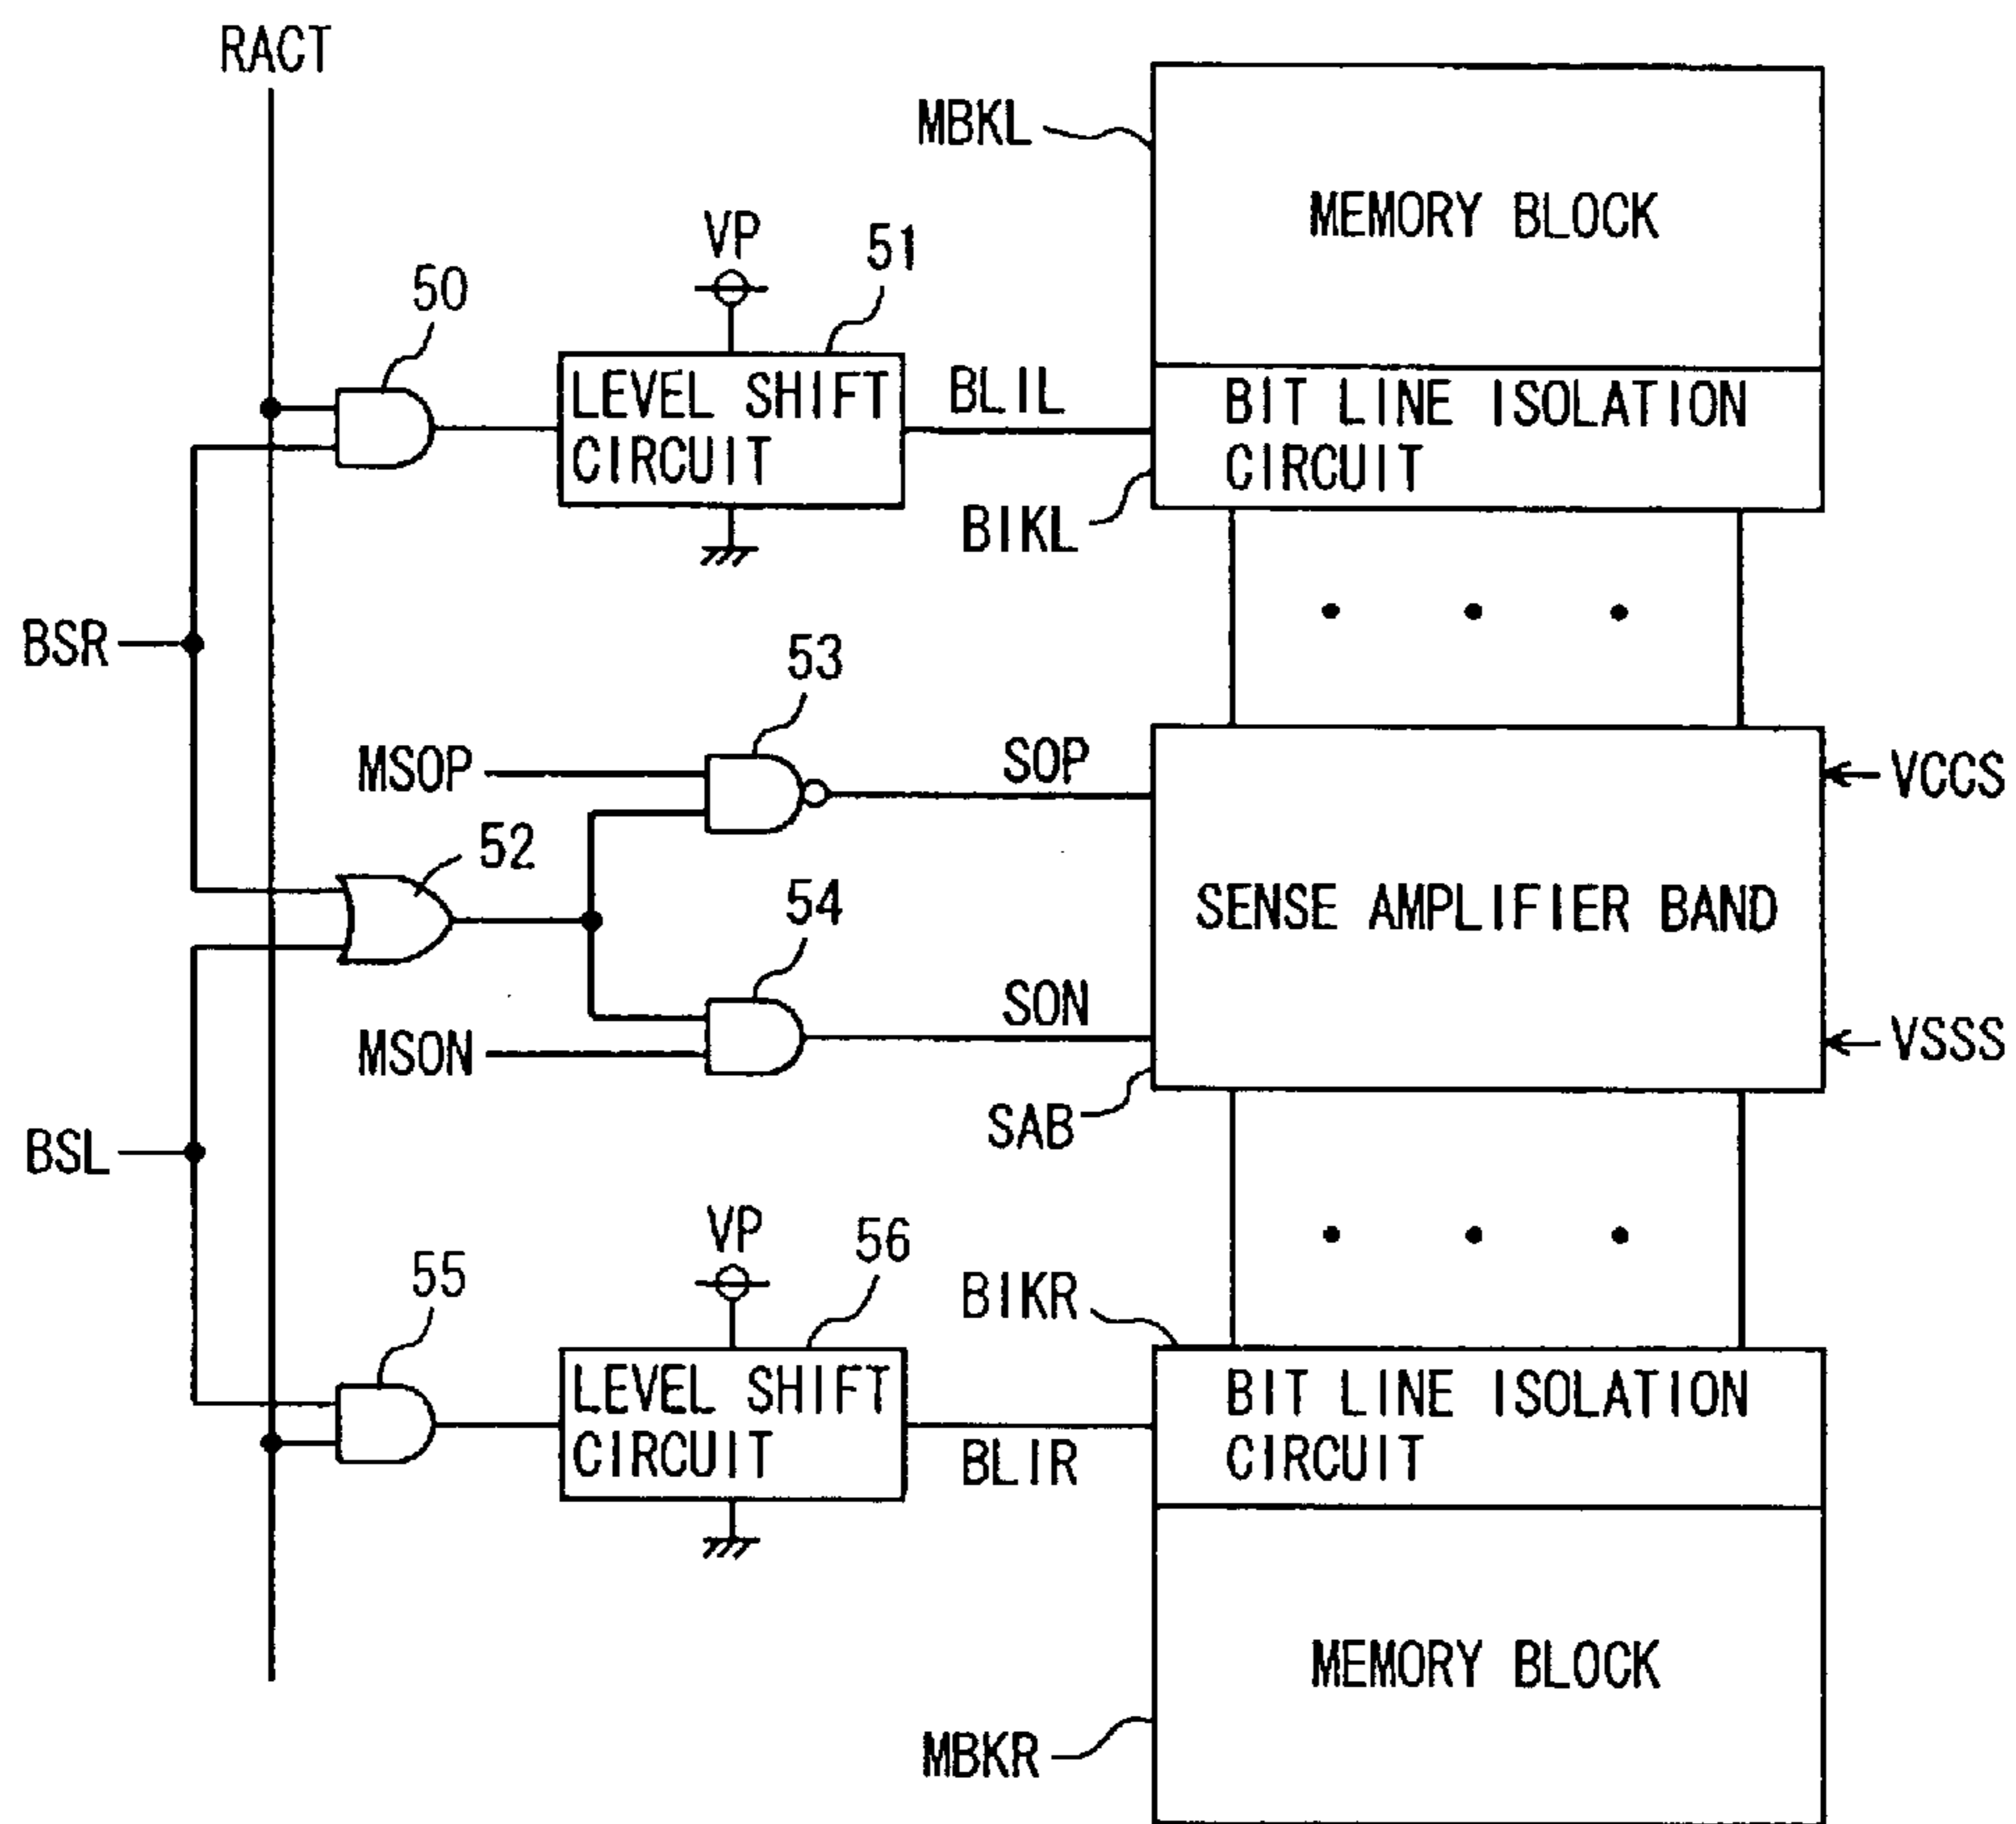 RACT
MBKL
MEMORY BLOCK
VP
51
50
LEVEL SHIFT
CIRCUIT
BLIL
BIT LINE ISOLATION
CIRCUIT
BIKL
BSR
53
MSOP
SOP
VCCS
52
54
SENSE AMPLIFIER BAND
MSON
SON
VSSS
SAB
BSL
VP
56
55
BIKR
LEVEL SHIFT
CIRCUIT
BLIR
BIT LINE ISOLATION
CIRCUIT
MEMORY BLOCK
MBKR